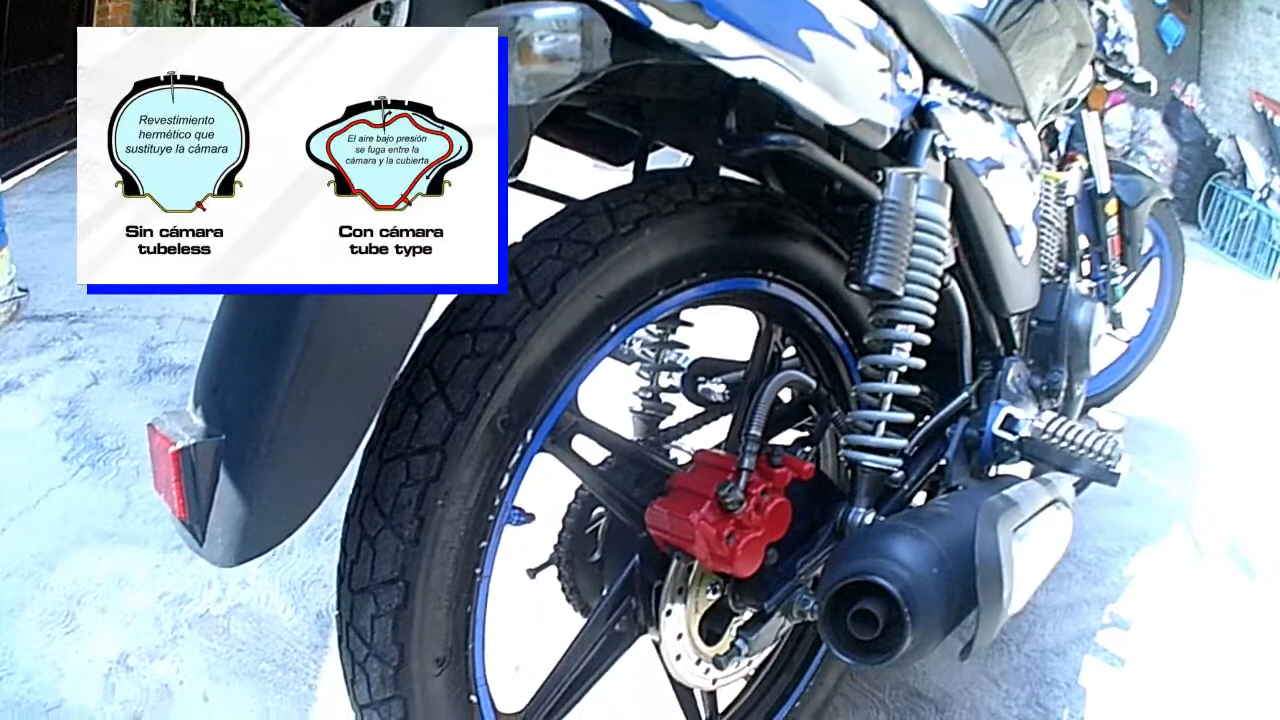 Revestimiento
hermético que
sustituye la cámara
Sin cámara
tubeless
El aire bajo presión
se fuga entre la
cámara y la cubierta
Con cámara
tube type